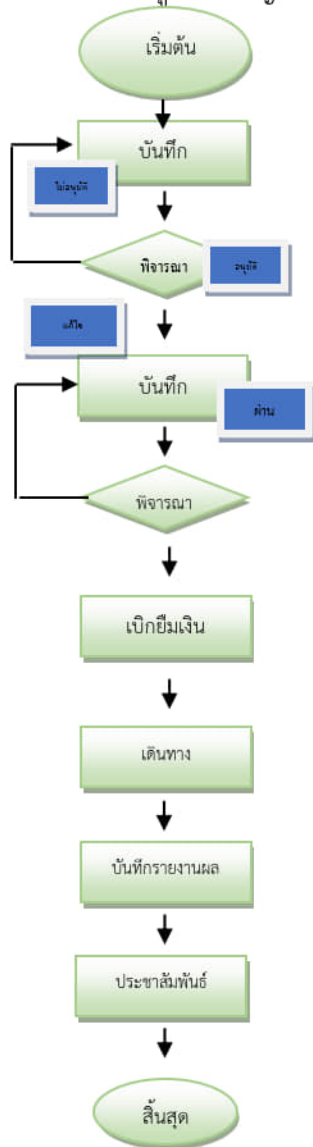 เริ่มต้น
บันทึก
ไม่อนุมัติ
พิจารณา
อนุมัติ
แก้ไข
บันทึก
ผ่าน
พิจารณา
เบิกยืมเงิน
เดินทาง
บันทึกรายงานผล
ประชาสัมพันธ์
สิ้นสุด